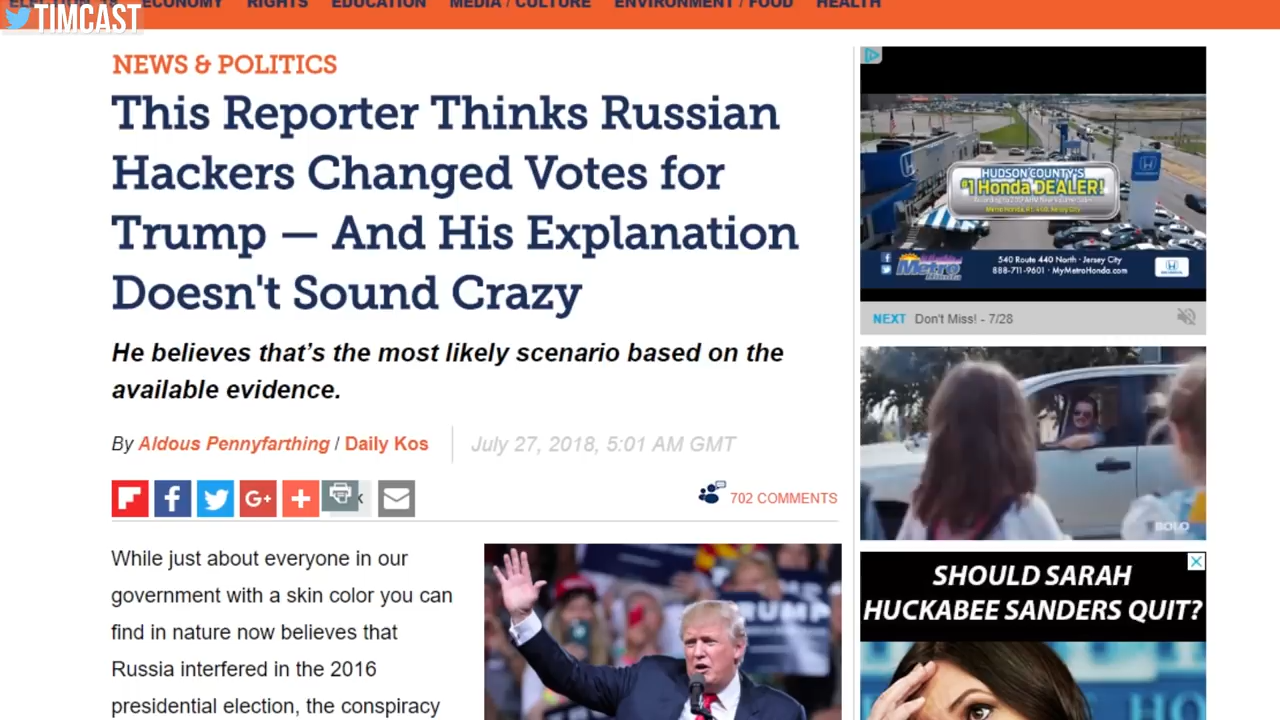 ECONOMY RIGHTS EDUCATION MEDIA / CULTURE ENVIRONMENT / FOOD HEALTH
TIMCAST
NEWS & POLITICS
This Reporter Thinks Russian
Hackers Changed Votes for
Trump — And His Explanation
Doesn't Sound Crazy
He believes that's the most likely scenario based on the
available evidence.
By Aldous Pennyfarthing / Daily Kos
July 27, 2018, 5:01 AM GMT
G+
702 COMMENTS
While just about everyone in our
government with a skin color you can
find in nature now believes that
Russia interfered in the 2016
presidential election, the conspiracy
TRUMP
HUDSON COUNTY'S
#1 Honda DEALER!
Metro
540 Route 440 North · Jersey City
888-711-9601 · MyMetroHonda.com
NEXT Don't Miss! - 7/28
BOLO
SHOULD SARAH
HUCKABEE SANDERS QUIT?